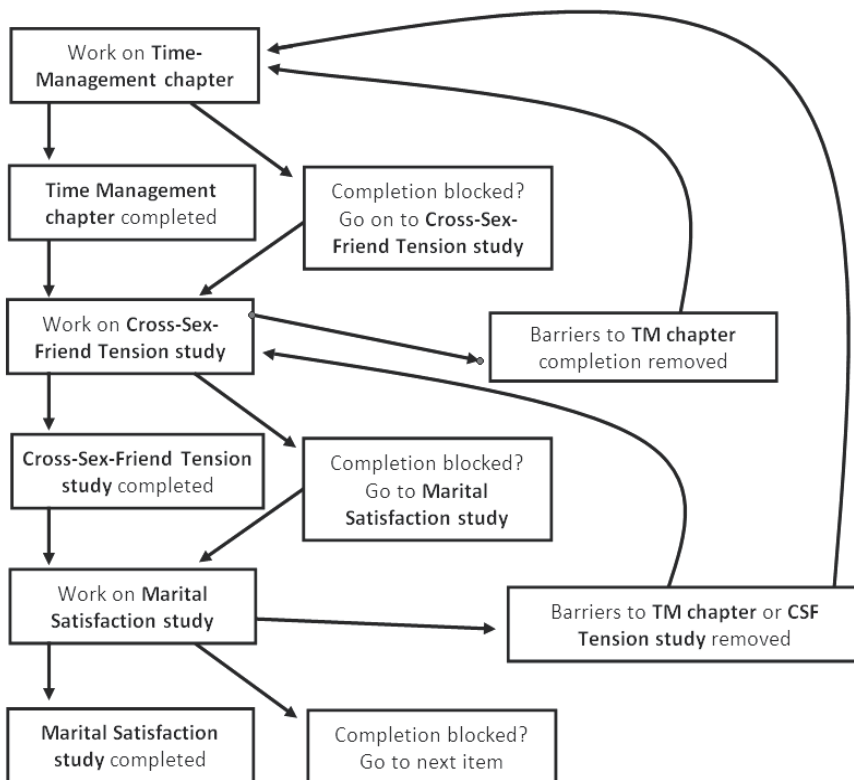 Work on Time-
Management chapter
Time Management
chapter completed
Completion blocked?
Go on to Cross-Sex-
Friend Tension study
Work on Cross-Sex-
Friend Tension study
Barriers to TM chapter
completion removed
Cross-Sex-Friend Tension
study completed
Completion blocked?
Go to Marital
Satisfaction study
Work on Marital
Satisfaction study
Barriers to TM chapter or CSF
Tension study removed
Marital Satisfaction
study completed
Completion blocked?
Go to next item